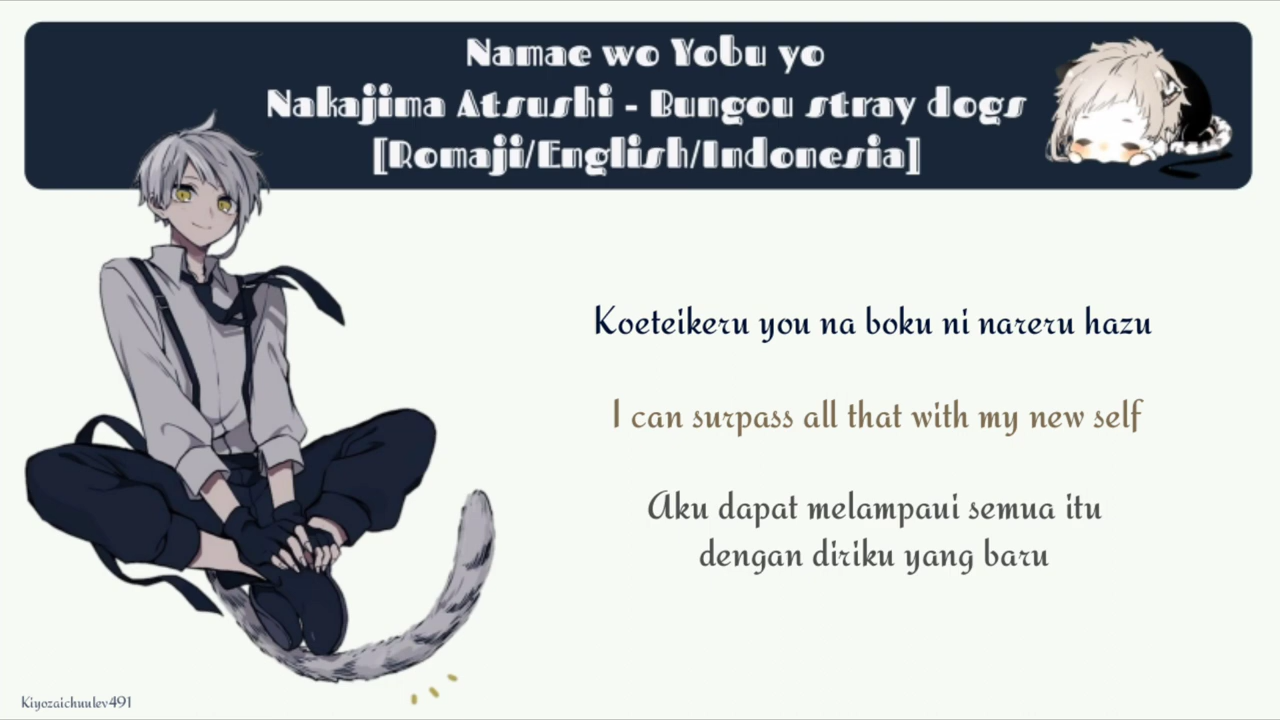 Namae wo Yobu yo
Nakajima Atsushi - Bungou stray dogs
[Romaji/English/Indonesia]
Koeteikeru you na boku ni nareru hazu
I can surpass all that with my new self
Aku dapat melampaui semua itu
dengan diriku yang baru
Kiyozaichuulev491